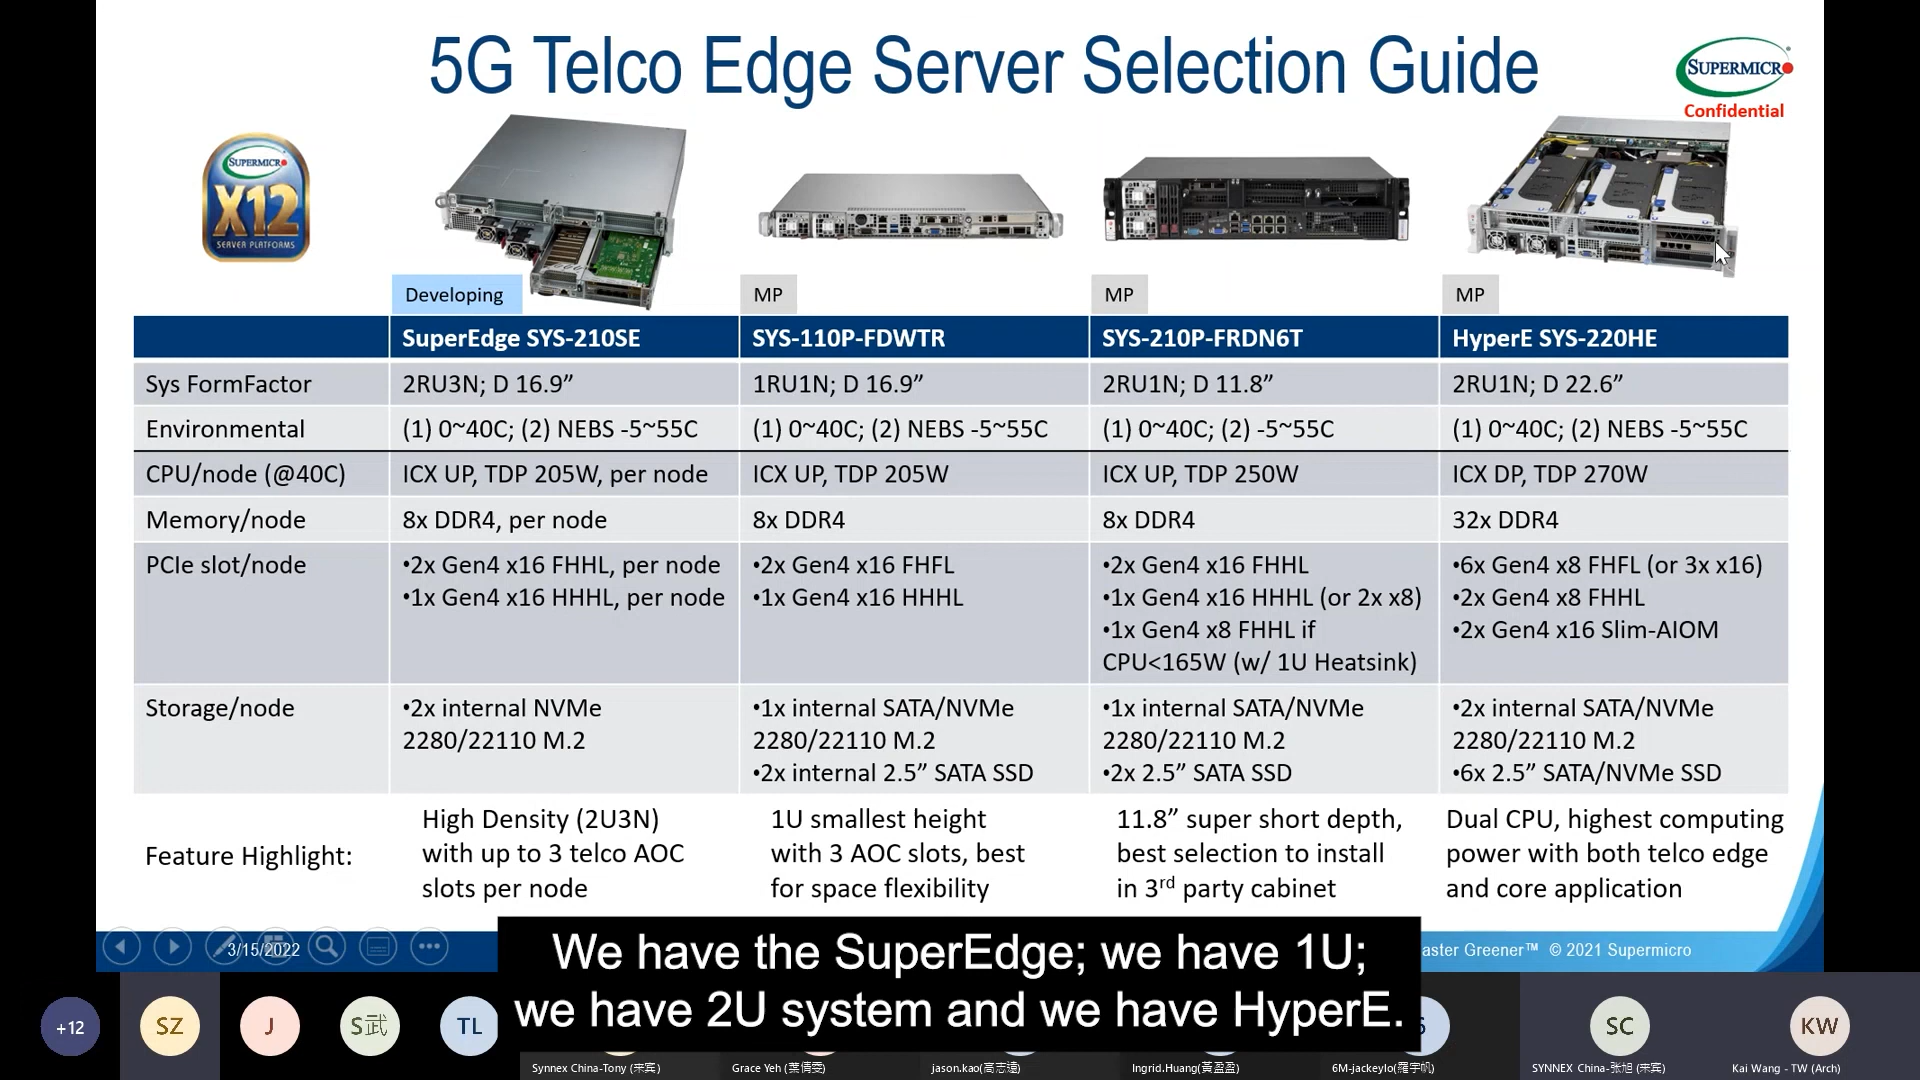 5G Telco Edge Server Selection Guide
SUPERMICRO
Confidential
SUPERMICRO
X12
SERVER PLATFORMS
Developing
MP
MP
MP
SuperEdge SYS-210SE
SYS-110P-FDWTR
SYS-210P-FRDN6T
HyperE SYS-220HE
Sys FormFactor
2RU3N; D 16.9”
1RU1N; D 16.9”
2RU1N; D 11.8”
2RU1N; D 22.6”
Environmental
(1) 0~40C; (2) NEBS -5~55C
(1) 0~40C; (2) NEBS -5~55C
(1) 0~40C; (2) -5~55C
(1) 0~40C; (2) NEBS -5~55C
CPU/node (@40C)
ICX UP, TDP 205W, per node
ICX UP, TDP 205W
ICX UP, TDP 250W
ICX DP, TDP 270W
Memory/node
8x DDR4, per node
8x DDR4
8x DDR4
32x DDR4
PCIe slot/node
•2x Gen4 x16 FHHL, per node
•1x Gen4 x16 HHHL, per node
•2x Gen4 x16 FHFL
•1x Gen4 x16 HHHL
•2x Gen4 x16 FHHL
•1x Gen4 x16 HHHL (or 2x x8)
•1x Gen4 x8 FHHL if
CPU<165W (w/ 1U Heatsink)
•6x Gen4 x8 FHFL (or 3x x16)
•2x Gen4 x8 FHHL
•2x Gen4 x16 Slim-AIOM
Storage/node
•2x internal NVMe
2280/22110 M.2
•1x internal SATA/NVMe
2280/22110 M.2
•2x internal 2.5” SATA SSD
•1x internal SATA/NVMe
2280/22110 M.2
•2x 2.5” SATA SSD
•2x internal SATA/NVMe
2280/22110 M.2
•6x 2.5” SATA/NVMe SSD
Feature Highlight:
High Density (2U3N)
with up to 3 telco AOC
slots per node
1U smallest height
with 3 AOC slots, best
for space flexibility
11.8” super short depth,
best selection to install
in 3rd party cabinet
Dual CPU, highest computing
power with both telco edge
and core application
3/15/2022
Greener™ © 2021 Supermicro
We have the SuperEdge; we have 1U;
we have 2U system and we have HyperE.
+12
SZ
J
S武
TL
SC
KW
Synnex China-Tony (宋宾)
Grace Yeh (葉倩雯)
jason.kao(高志遠)
Ingrid.Huang(黃盈盈)
6M-jackeylo(羅宇帆)
SYNNEX China-张旭 (宋宾)
Kai Wang - TW (Arch)